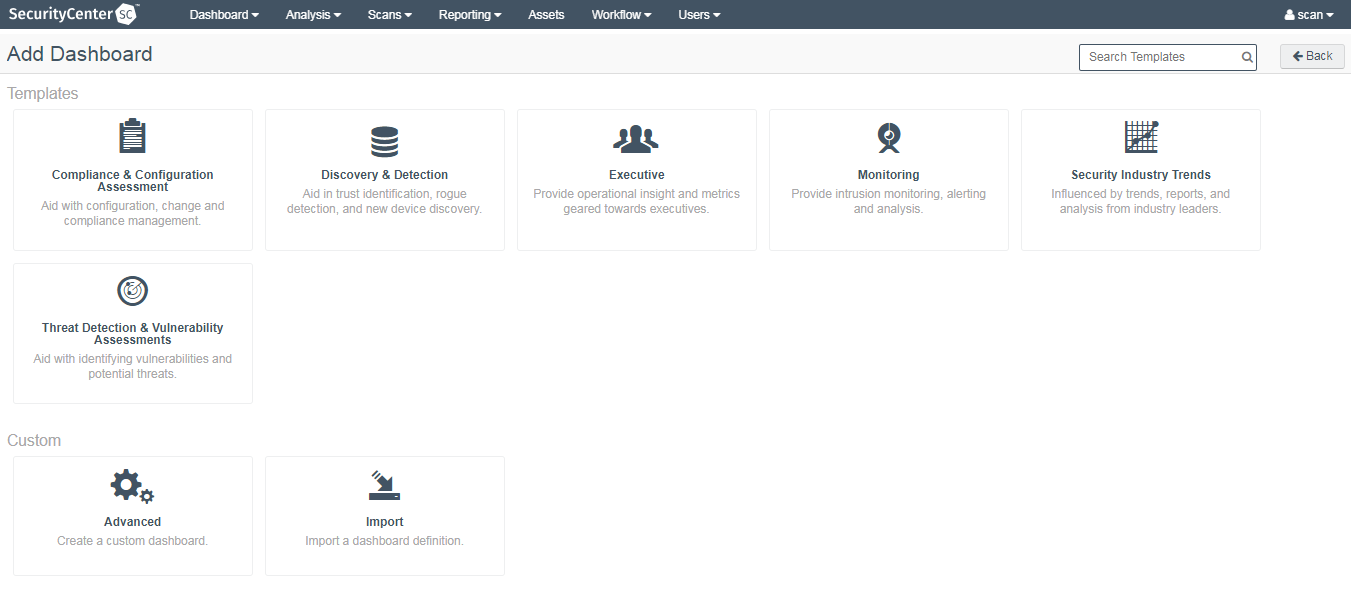 SecurityCenter SC Dashboard Analysis Scans Reporting Assets Workflow Users scan
Add Dashboard
Search Templates
Back
Templates
Compliance & Configuration
Assessment
Aid with configuration, change and
compliance management.
Discovery & Detection
Aid in trust identification, rogue
detection, and new device discovery.
Executive
Provide operational insight and metrics
geared towards executives.
Monitoring
Provide intrusion monitoring, alerting
and analysis.
Security Industry Trends
Influenced by trends, reports, and
analysis from industry leaders.
Threat Detection & Vulnerability
Assessments
Aid with identifying vulnerabilities and
potential threats.
Custom
Advanced
Create a custom dashboard.
Import
Import a dashboard definition.